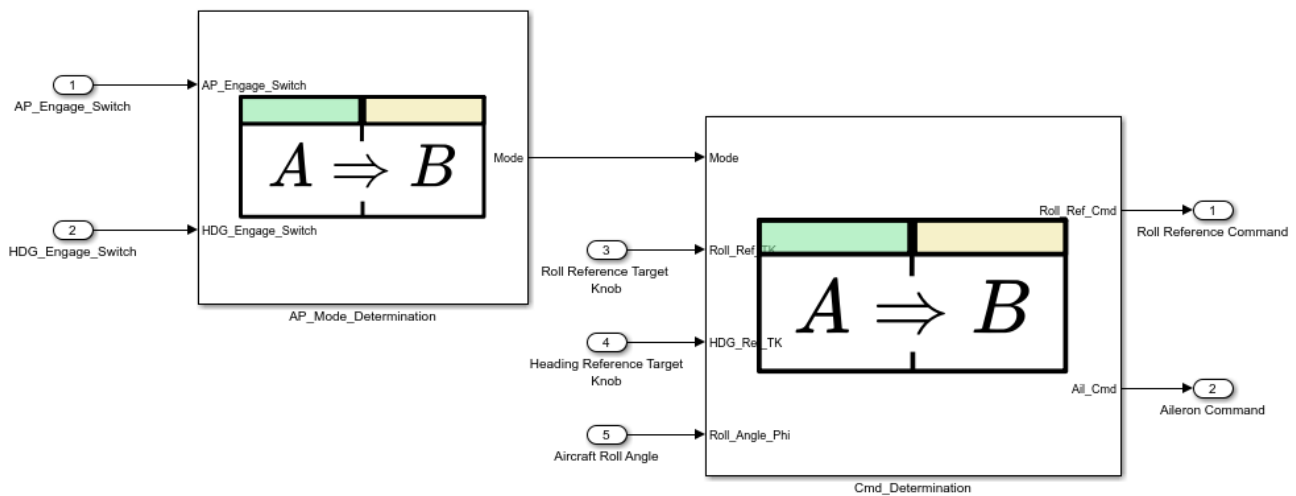 1
AP_Engage_Switch
2
HDG_Engage_Switch
AP_Engage_Switch
HDG_Engage_Switch
A ⇒ B
Mode
AP_Mode_Determination
3
Roll Reference Target
Knob
4
Heading Reference Target
Knob
5
Aircraft Roll Angle
Mode
Roll_Ref_TK
HDG_Ref_TK
Roll_Angle_Phi
A ⇒ B
Roll_Ref_Cmd
Ail_Cmd
Cmd_Determination
1
Roll Reference Command
2
Aileron Command